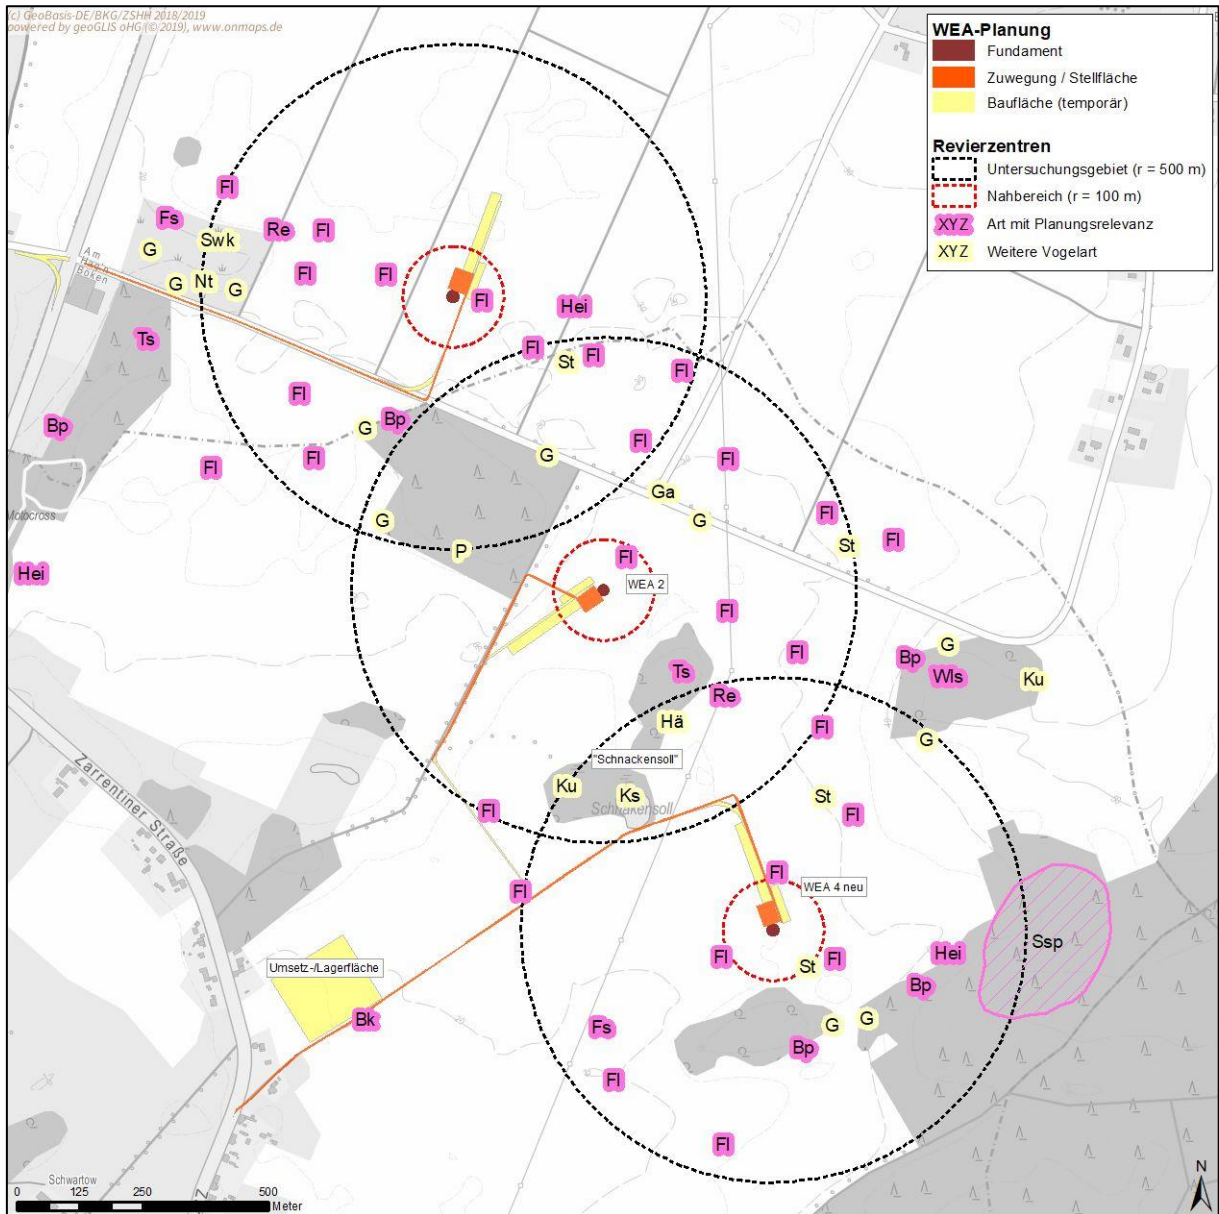 (c) GeoBasis-DE/BKG/ZSHH 2018/2019
powered by geoGLIS oHG (© 2019), www.onmaps.de
WEA-Planung
Fundament
Zuwegung / Stellfläche
Baufläche (temporär)
Revierzentren
Untersuchungsgebiet (r = 500 m)
Nahbereich (r = 100 m)
XYZ Art mit Planungsrelevanz
XYZ Weitere Vogelart
Fl
Fs
Re Fl
Swk
G
Am
Böken
Fl Fl
G Nt G
Fl Hei
Ts
Fl Fl
St
Fl
Fl
Bp
G
Bp
Fl
G
Fl Fl
Fl
Ga
G G
Fl
Motocross
P
St Fl
Fl
Hei
WEA 2
Fl
G
Fl
Bp
Ts
Wls Ku
Re
Hä
Fl
G
"Schnackensoll"
Zarrentiner Straße
Ku Ks
St
Schnakensoll
Fl
Fl
Fl
WEA 4 neu
Fl
Ssp
Hei
Fl St Fl
Umsetz-/Lagerfläche
Bp
Bk
Fs
G G
Bp
Fl
Fl
Schwartow
N
0 125 250 500
Meter